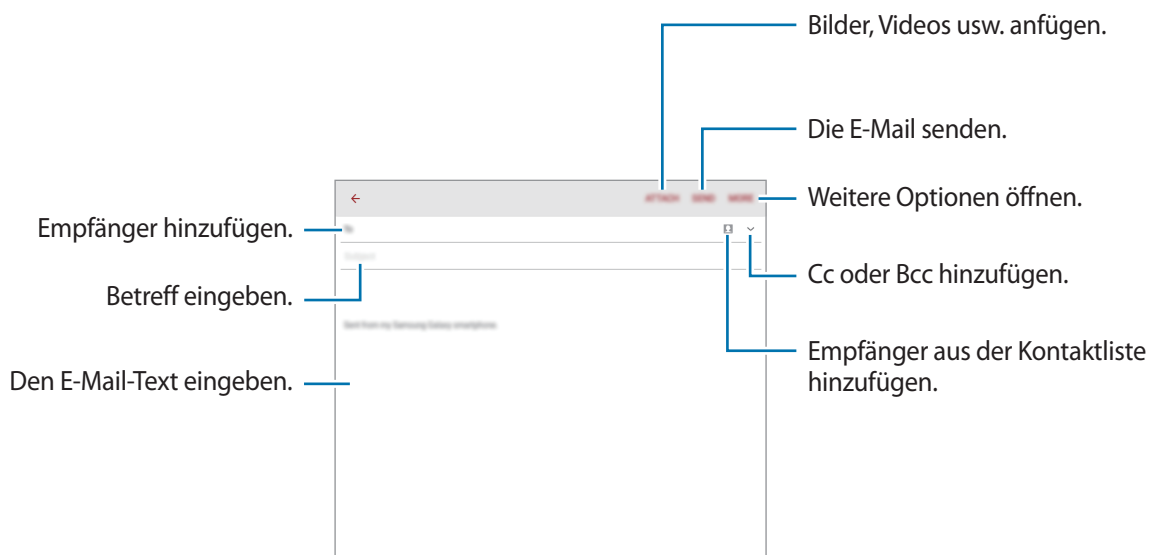 Bilder, Videos usw. anfügen.
Die E-Mail senden.
ATTACH SEND MORE
Weitere Optionen öffnen.
Empfänger hinzufügen.
To
Cc oder Bcc hinzufügen.
Betreff eingeben.
Subject
Sent from my Samsung Galaxy smartphone.
Empfänger aus der Kontaktliste
hinzufügen.
Den E-Mail-Text eingeben.